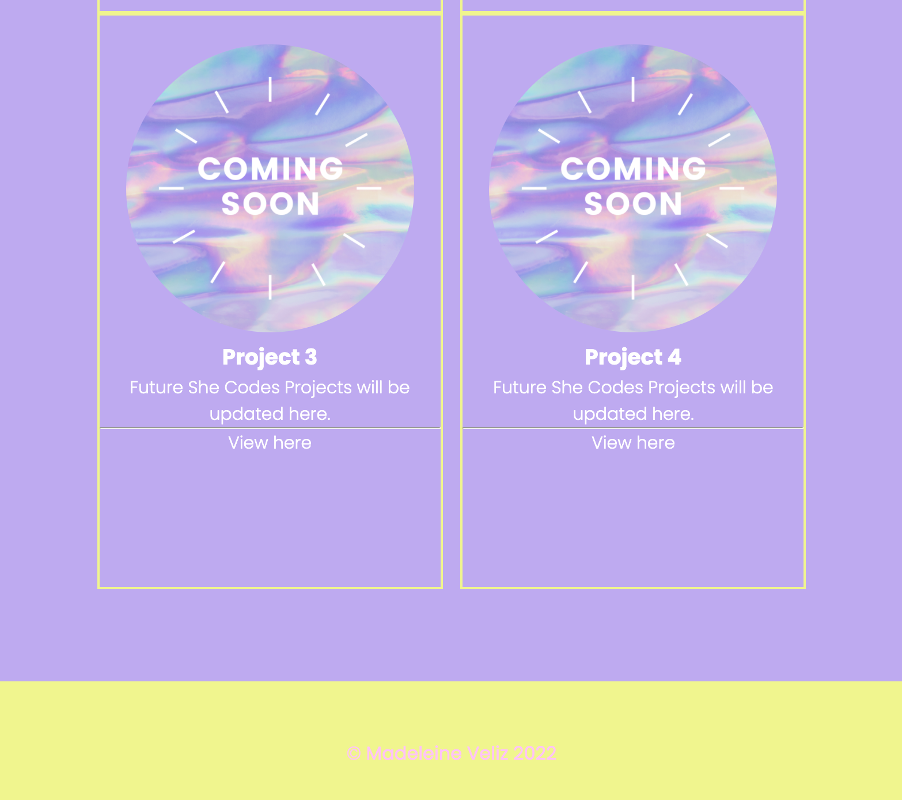 COMING
SOON
Project 3
Future She Codes Projects will be
updated here.
View here
COMING
SOON
Project 4
Future She Codes Projects will be
updated here.
View here
© Madeleine Veliz 2022